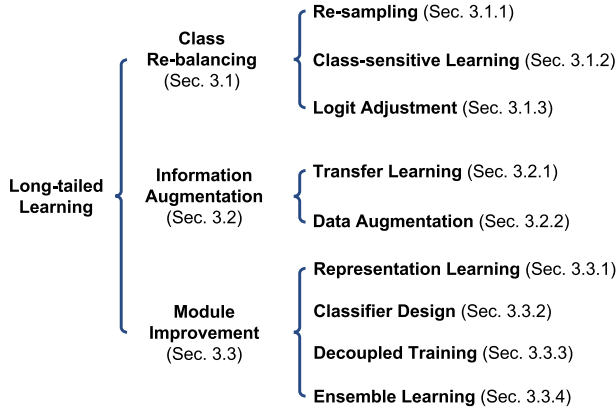 Long-tailed
Learning
Class
Re-balancing
(Sec. 3.1)
Re-sampling (Sec. 3.1.1)
Class-sensitive Learning (Sec. 3.1.2)
Logit Adjustment (Sec. 3.1.3)
Information
Augmentation
(Sec. 3.2)
Transfer Learning (Sec. 3.2.1)
Data Augmentation (Sec. 3.2.2)
Module
Improvement
(Sec. 3.3)
Representation Learning (Sec. 3.3.1)
Classifier Design (Sec. 3.3.2)
Decoupled Training (Sec. 3.3.3)
Ensemble Learning (Sec. 3.3.4)